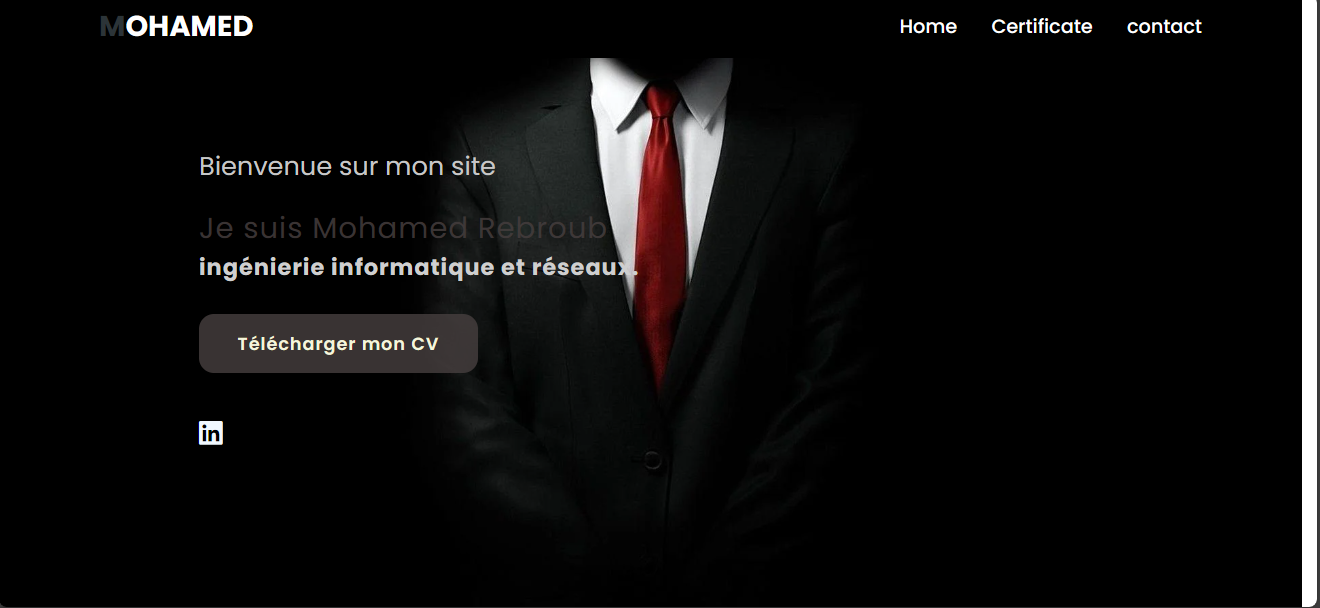 MOHAMED
Home Certificate contact
Bienvenue sur mon site
Je suis Mohamed Rebroub
ingénierie informatique et réseaux.
Télécharger mon CV
in